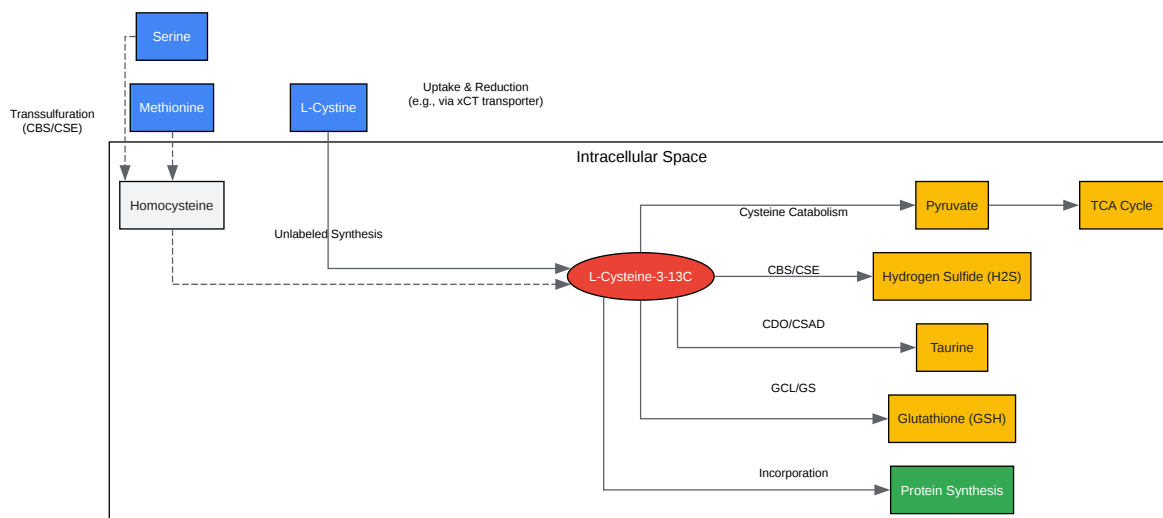 Serine
Methionine
L-Cystine
Uptake & Reduction
(e.g., via xCT transporter)
Transsulfuration
(CBS/CSE)
Intracellular Space
Homocysteine
Unlabeled Synthesis
L-Cysteine-3-13C
Cysteine Catabolism
Pyruvate
TCA Cycle
CBS/CSE
Hydrogen Sulfide (H2S)
CDO/CSAD
Taurine
GCL/GS
Glutathione (GSH)
Incorporation
Protein Synthesis